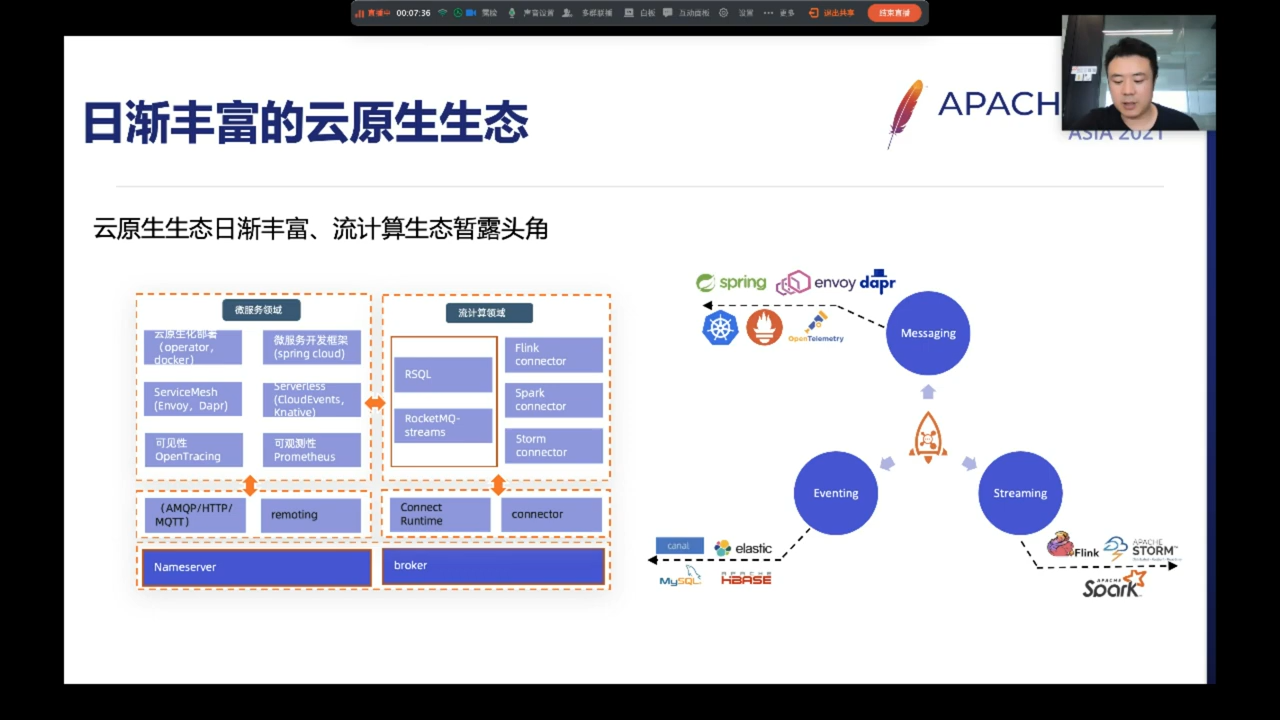 直播中 00:07:36 声音设置 多群联播 白板 互动面板 设置 更多 退出共享 结束直播
日渐丰富的云原生生态
APACH
ASIA 2021
云原生生态日渐丰富、流计算生态暂露头角
微服务领域
云原生化部署
（operator,
docker)
微服务开发框架
(spring cloud)
ServiceMesh
(Envoy, Dapr)
Serverless
(CloudEvents,
Knative)
可见性
OpenTracing
可观测性
Prometheus
流计算领域
RSQL
RocketMQ-
streams
Flink
connector
Spark
connector
Storm
connector
（AMQP/HTTP/
MQTT）
remoting
Connect
Runtime
connector
Nameserver
broker
spring
envoy
dapr
OpenTelemetry
Messaging
Eventing
Streaming
canal
elastic
MySQL
APACHE
HBASE
Flink
APACHE
STORM
APACHE
Spark